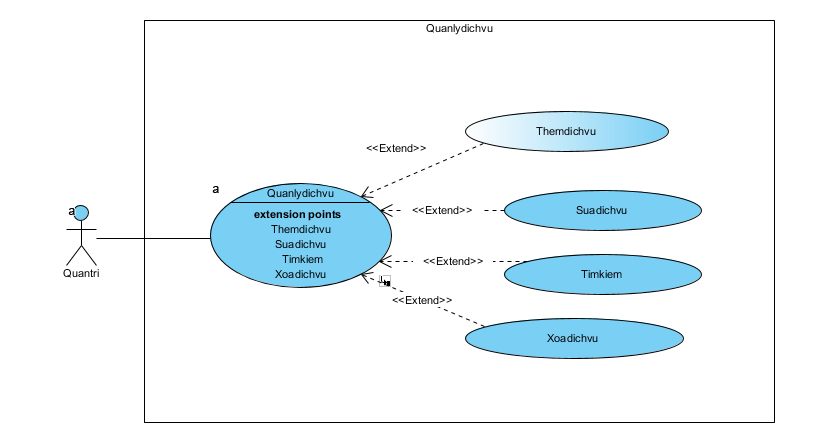 Quanlydichvu
Themdichvu
<<Extend>>
a
Quanlydichvu
extension points
Themdichvu
Suadichvu
Timkiem
Xoadichvu
<<Extend>>
Suadichvu
a
Quantri
<<Extend>>
Timkiem
<<Extend>>
Xoadichvu